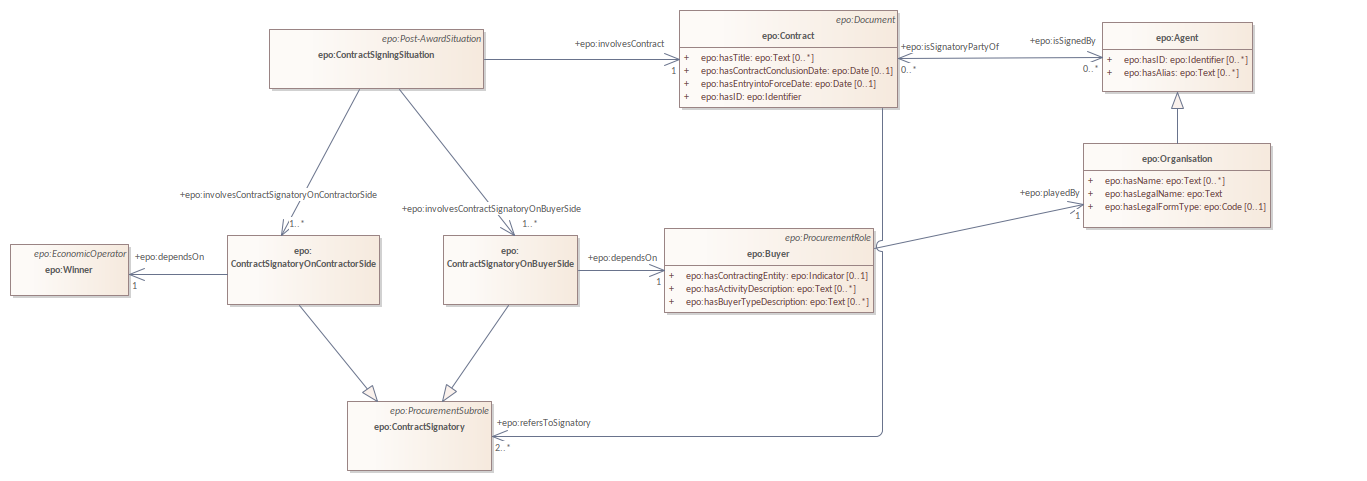 epo:Post-AwardSituation
epo:ContractSigningSituation
+epo:involvesContract
1
epo:Document
epo:Contract
+ epo:hasTitle: epo:Text [0..*]
+ epo:hasContractConclusionDate: epo:Date [0..1]
+ epo:hasEntryintoForceDate: epo:Date [0..1]
+ epo:hasID: epo:Identifier
+epo:isSignatoryPartyOf
0..*
+epo:isSignedBy
0..*
epo:Agent
+ epo:hasID: epo:Identifier [0..*]
+ epo:hasAlias: epo:Text [0..*]
epo:Organisation
+ epo:hasName: epo:Text [0..*]
+ epo:hasLegalName: epo:Text
+ epo:hasLegalFormType: epo:Code [0..1]
+epo:playedBy
1
+epo:involvesContractSignatoryOnContractorSide
1..*
+epo:involvesContractSignatoryOnBuyerSide
1..*
epo:EconomicOperator
epo:Winner
+epo:dependsOn
1
epo:
ContractSignatoryOnContractorSide
epo:
ContractSignatoryOnBuyerSide
+epo:dependsOn
1
epo:ProcurementRole
epo:Buyer
+ epo:hasContractingEntity: epo:Indicator [0..1]
+ epo:hasActivityDescription: epo:Text [0..*]
+ epo:hasBuyerTypeDescription: epo:Text [0..*]
epo:ProcurementSubrole
epo:ContractSignatory
+epo:refersToSignatory
2..*